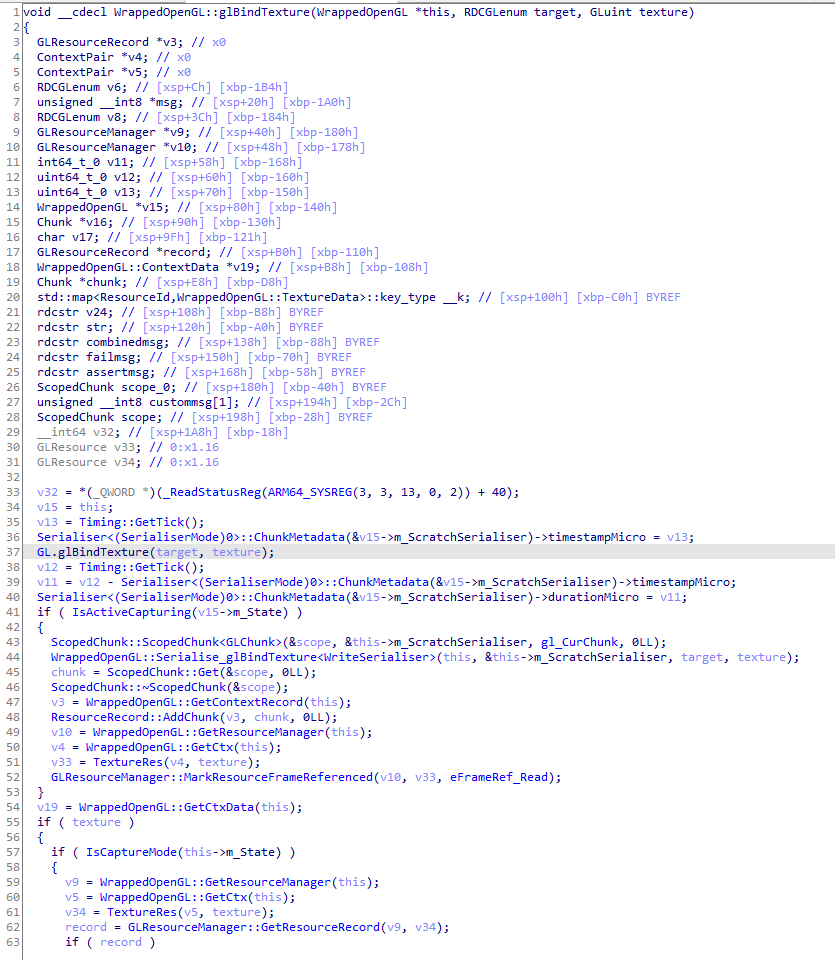 1 void __cdecl WrappedOpenGL::glBindTexture(WrappedOpenGL *this, RDCGLenum target, GLuint texture)
2 {
3   GLResourceRecord *v3; // x0
4   ContextPair *v4; // x0
5   ContextPair *v5; // x0
6   RDCGLenum v6; // [xsp+Ch] [xbp-1B4h]
7   unsigned __int8 *msg; // [xsp+20h] [xbp-1A0h]
8   RDCGLenum v8; // [xsp+3Ch] [xbp-184h]
9   GLResourceManager *v9; // [xsp+40h] [xbp-180h]
10   GLResourceManager *v10; // [xsp+48h] [xbp-178h]
11   int64_t_0 v11; // [xsp+58h] [xbp-168h]
12   uint64_t_0 v12; // [xsp+60h] [xbp-160h]
13   uint64_t_0 v13; // [xsp+70h] [xbp-150h]
14   WrappedOpenGL *v15; // [xsp+80h] [xbp-140h]
15   Chunk *v16; // [xsp+90h] [xbp-130h]
16   char v17; // [xsp+9Fh] [xbp-121h]
17   GLResourceRecord *record; // [xsp+B0h] [xbp-110h]
18   WrappedOpenGL::ContextData *v19; // [xsp+B8h] [xbp-108h]
19   Chunk *chunk; // [xsp+E8h] [xbp-D8h]
20   std::map<ResourceId,WrappedOpenGL::TextureData>::key_type __k; // [xsp+100h] [xbp-C0h] BYREF
21   rdcstr v24; // [xsp+108h] [xbp-B8h] BYREF
22   rdcstr str; // [xsp+120h] [xbp-A0h] BYREF
23   rdcstr combinedmsg; // [xsp+138h] [xbp-88h] BYREF
24   rdcstr failmsg; // [xsp+150h] [xbp-70h] BYREF
25   rdcstr assertmsg; // [xsp+168h] [xbp-58h] BYREF
26   ScopedChunk scope_0; // [xsp+180h] [xbp-40h] BYREF
27   unsigned __int8 custommsg[1]; // [xsp+194h] [xbp-2Ch]
28   ScopedChunk scope; // [xsp+198h] [xbp-28h] BYREF
29   __int64 v32; // [xsp+1A8h] [xbp-18h]
30   GLResource v33; // 0:x1.16
31   GLResource v34; // 0:x1.16
32
33   v32 = *(_QWORD *)(_ReadStatusReg(ARM64_SYSREG(3, 3, 13, 0, 2)) + 40);
34   v15 = this;
35   v13 = Timing::GetTick();
36   Serialiser<(SerialiserMode)0>::ChunkMetadata(&v15->m_ScratchSerialiser)->timestampMicro = v13;
37   GL.glBindTexture(target, texture);
38   v12 = Timing::GetTick();
39   v11 = v12 - Serialiser<(SerialiserMode)0>::ChunkMetadata(&v15->m_ScratchSerialiser)->timestampMicro;
40   Serialiser<(SerialiserMode)0>::ChunkMetadata(&v15->m_ScratchSerialiser)->durationMicro = v11;
41   if ( IsActiveCapturing(v15->m_State) )
42   {
43     ScopedChunk::ScopedChunk<GLChunk>(&scope, &this->m_ScratchSerialiser, gl_CurChunk, 0LL);
44     WrappedOpenGL::Serialise_glBindTexture<WriteSerialiser>(this, &this->m_ScratchSerialiser, target, texture);
45     chunk = ScopedChunk::Get(&scope, 0LL);
46     ScopedChunk::~ScopedChunk(&scope);
47     v3 = WrappedOpenGL::GetContextRecord(this);
48     ResourceRecord::AddChunk(v3, chunk, 0LL);
49     v10 = WrappedOpenGL::GetResourceManager(this);
50     v4 = WrappedOpenGL::GetCtx(this);
51     v33 = TextureRes(v4, texture);
52     GLResourceManager::MarkResourceFrameReferenced(v10, v33, eFrameRef_Read);
53   }
54   v19 = WrappedOpenGL::GetCtxData(this);
55   if ( texture )
56   {
57     if ( IsCaptureMode(this->m_State) )
58     {
59       v9 = WrappedOpenGL::GetResourceManager(this);
60       v5 = WrappedOpenGL::GetCtx(this);
61       v34 = TextureRes(v5, texture);
62       record = GLResourceManager::GetResourceRecord(v9, v34);
63       if ( record )